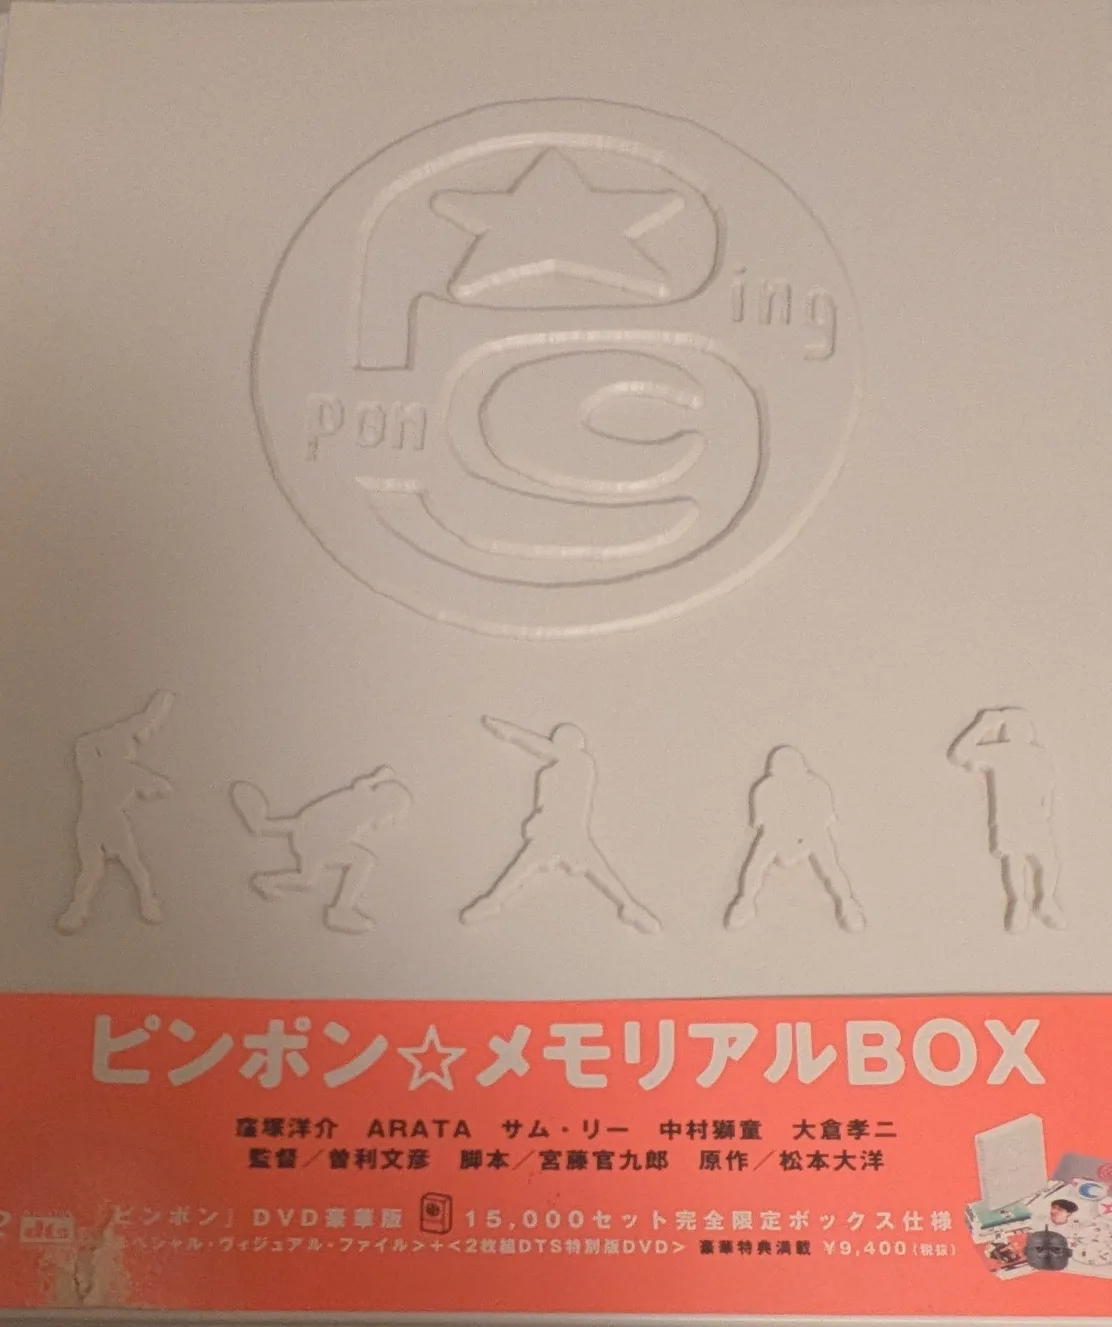 Ping
pong
ピンポン☆メモリアルBOX
窪塚洋介 ARATA サム・リー 中村獅童 大倉孝二
監督／曽利文彦 脚本／宮藤官九郎 原作／松本大洋
「ピンポン」DVD豪華版 15,000セット完全限定ボックス仕様
ペシャル・ヴィジュアル・ファイル>+<2枚組DTS特別版DVD> 豪華特典満載 ¥9,400(税抜)